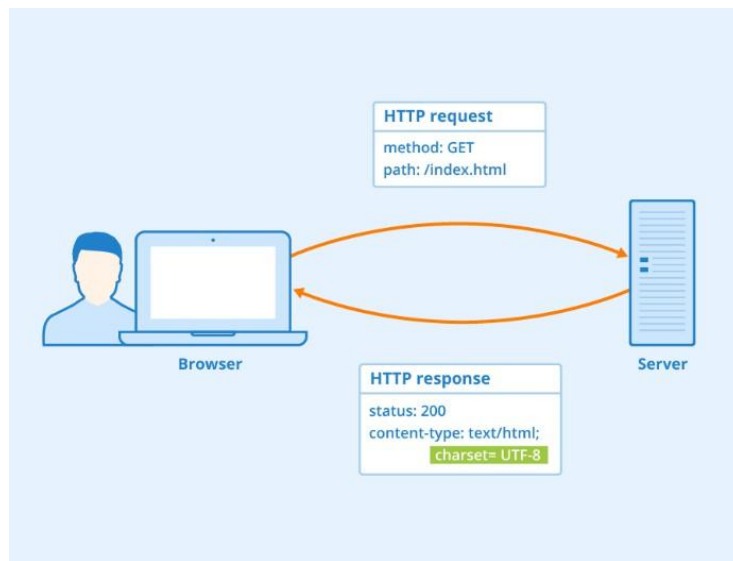 HTTP request
method: GET
path: /index.html
Browser
Server
HTTP response
status: 200
content-type: text/html;
charset= UTF-8